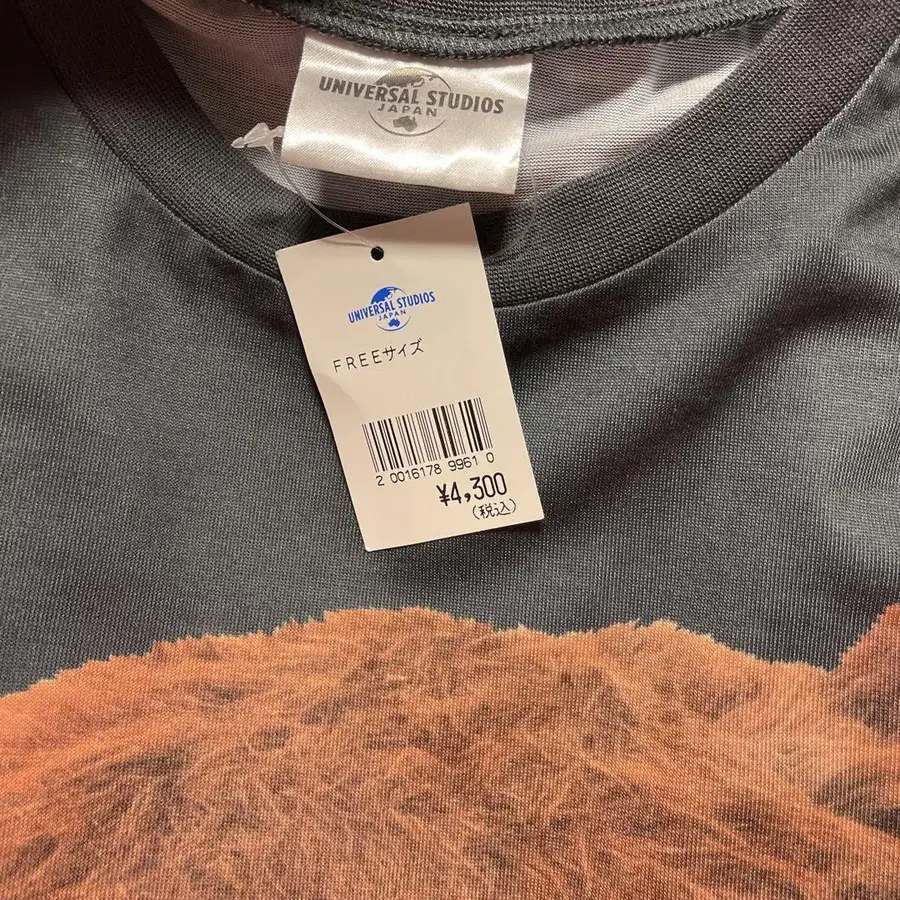 UNIVERSAL STUDIOS
JAPAN
UNIVERSAL STUDIOS
JAPAN
FREEサイズ
2 0016178 9961 0
¥4,300
(税込)